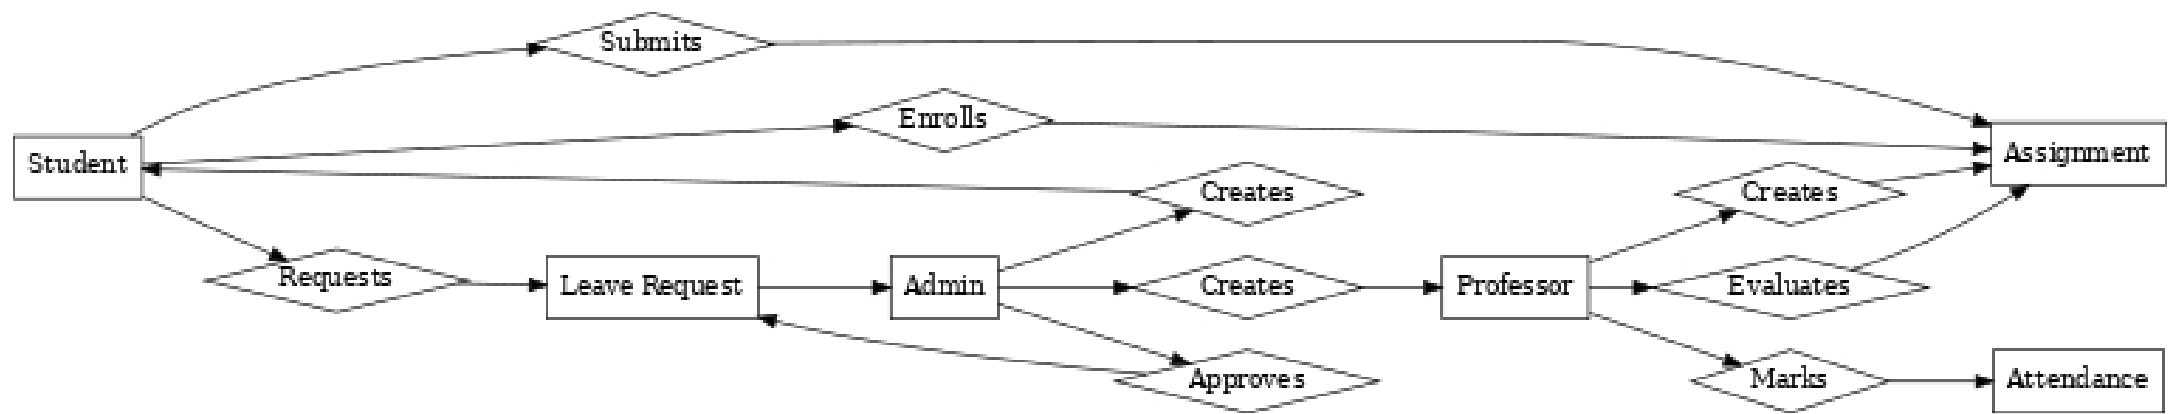 Submits
Enrolls
Student
Assignment
Creates
Creates
Requests
Leave Request
Admin
Creates
Professor
Evaluates
Approves
Marks
Attendance